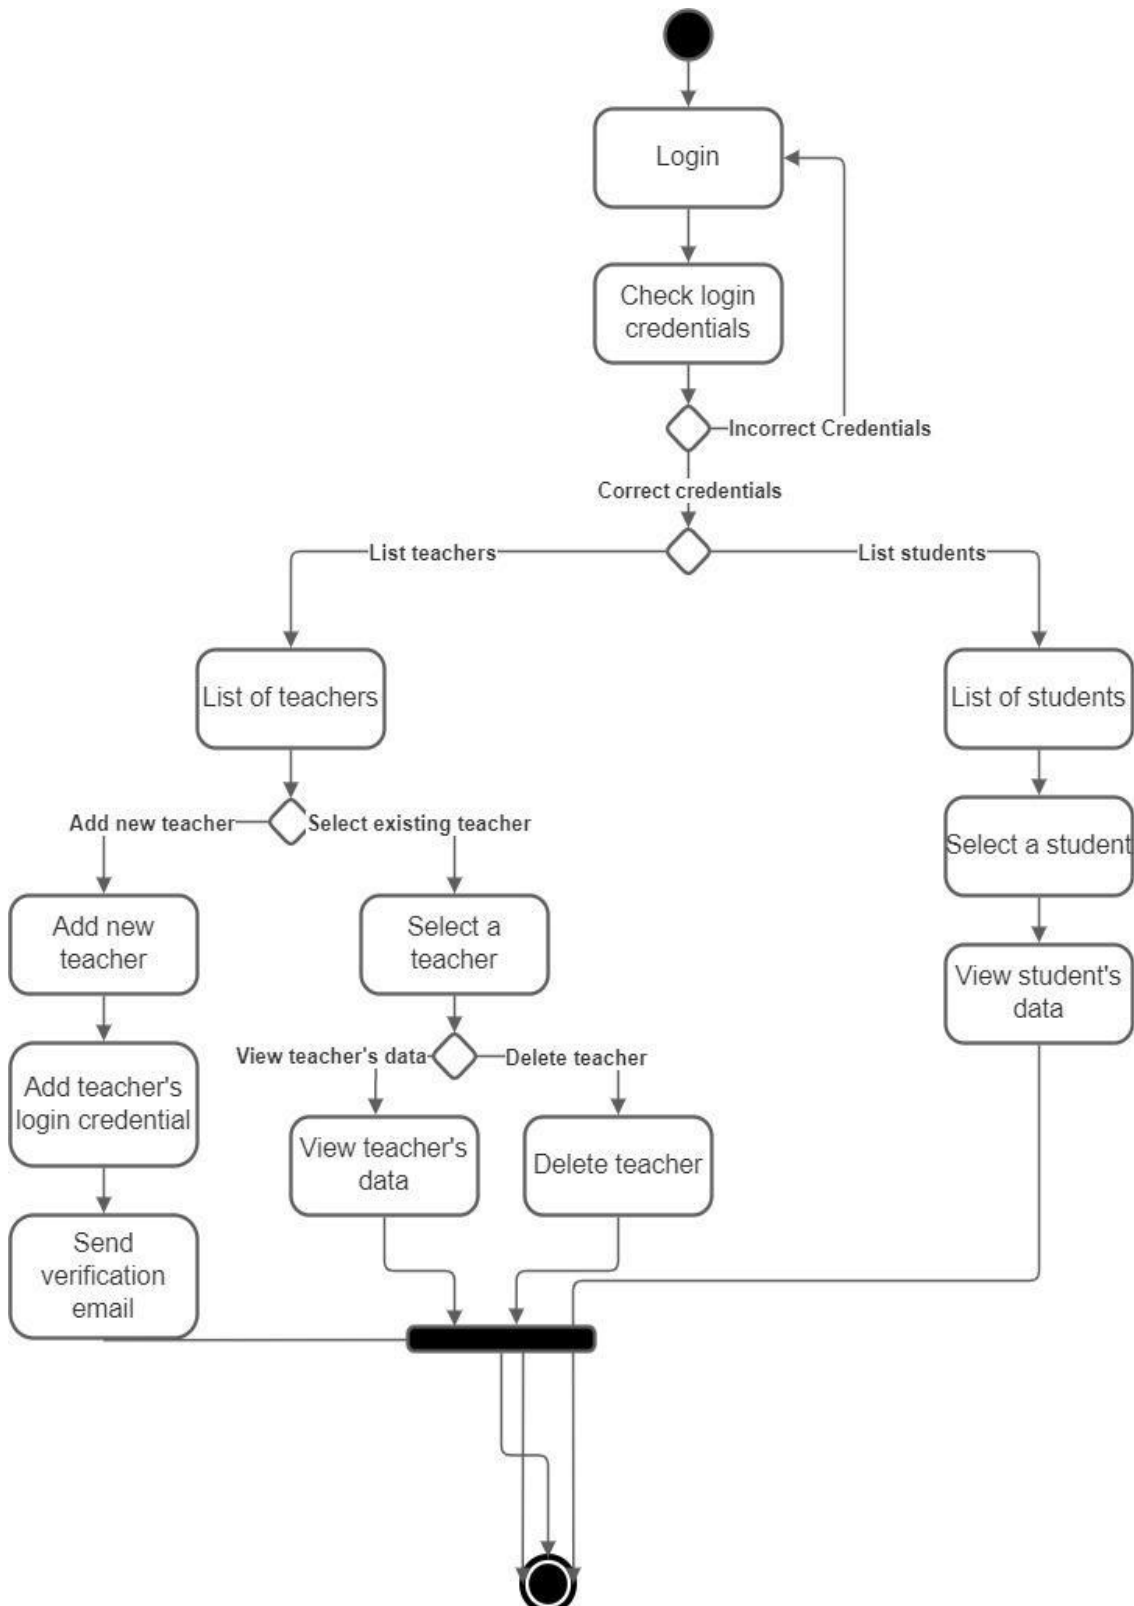 Login
Check login
credentials
Incorrect Credentials
Correct credentials
List teachers
List students
List of teachers
List of students
Add new teacher
Select existing teacher
Select a student
Add new
teacher
Select a
teacher
View student's
data
View teacher's data
Delete teacher
Add teacher's
login credential
View teacher's
data
Delete teacher
Send
verification
email